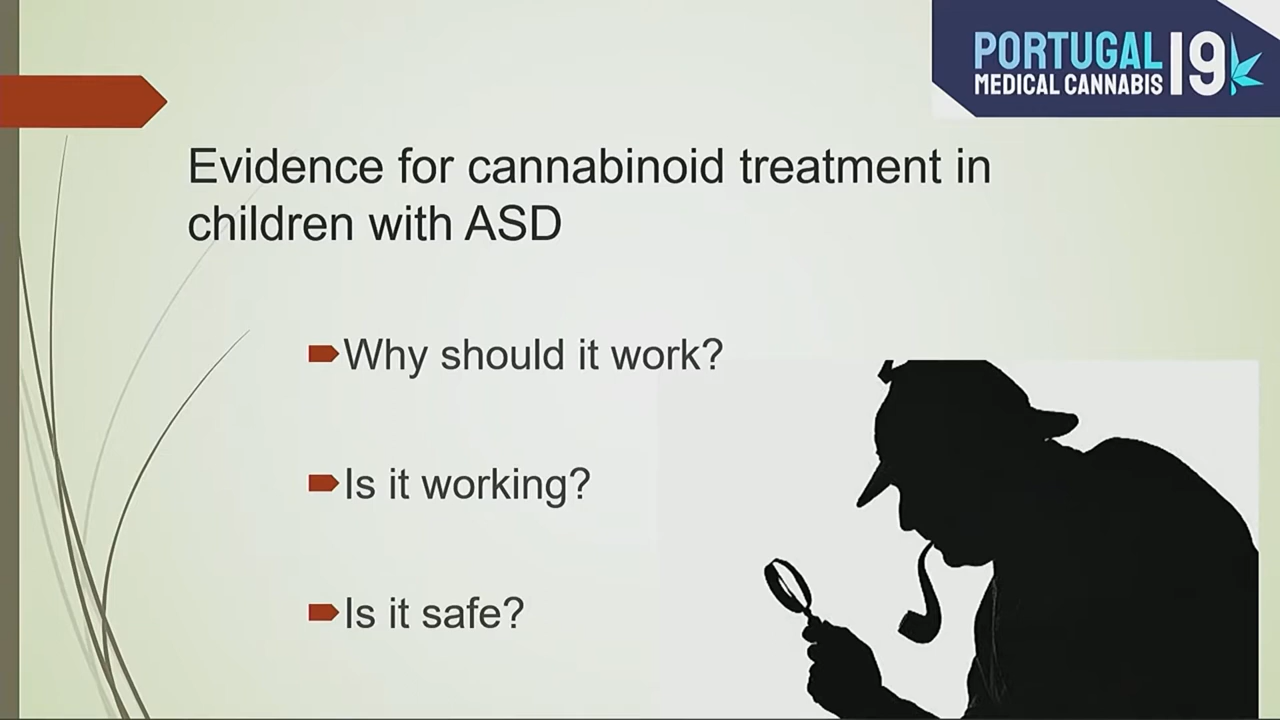 PORTUGAL
MEDICAL CANNABIS 19
Evidence for cannabinoid treatment in
children with ASD
Why should it work?
Is it working?
Is it safe?